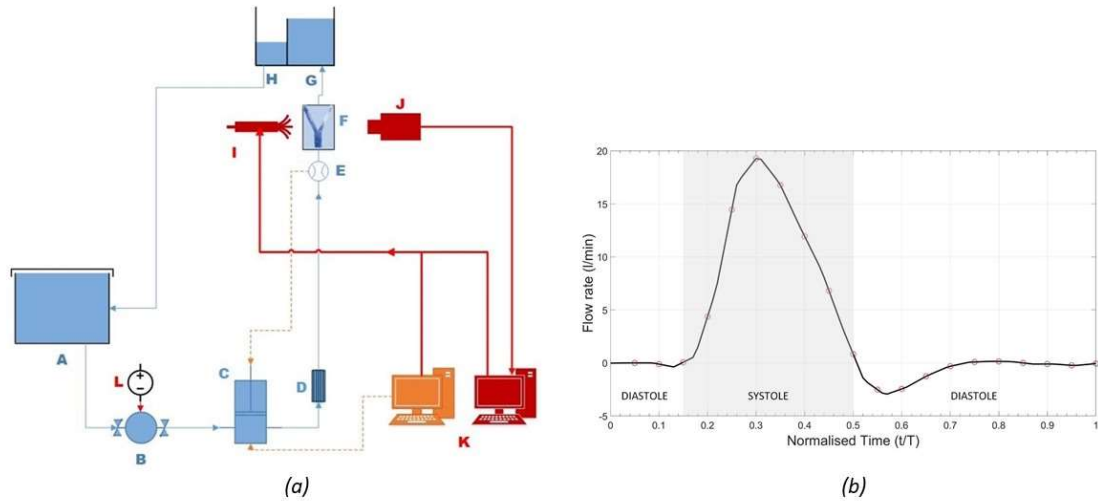 H
G
F
J
I
E
A
L
+
-
B
C
D
K
(a)
20
15
10
5
0
-5
Flow rate (l/min)
DIASTOLE
SYSTOLE
DIASTOLE
0 0.1 0.2 0.3 0.4 0.5 0.6 0.7 0.8 0.9 1
Normalised Time (t/T)
(b)